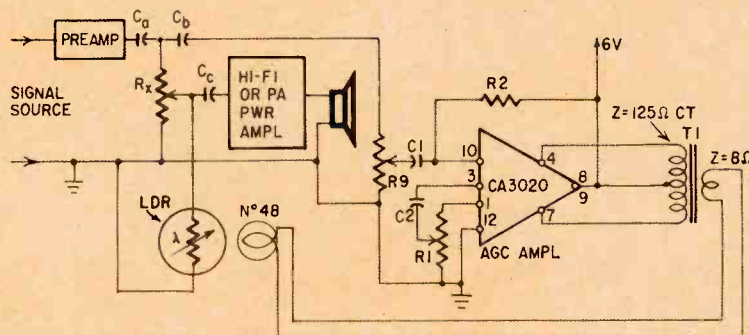 Ca
Cb
PREAMP
6V
R2
Cc
HI-FI
OR PA
PWR
AMPL
Z=125Ω CT
T1
SIGNAL
SOURCE
Rx
C1
10
4
Z=8Ω
3
CA3020
8
9
R9
1
C2
12
7
LDR
N° 48
R1
AGC AMPL
λ